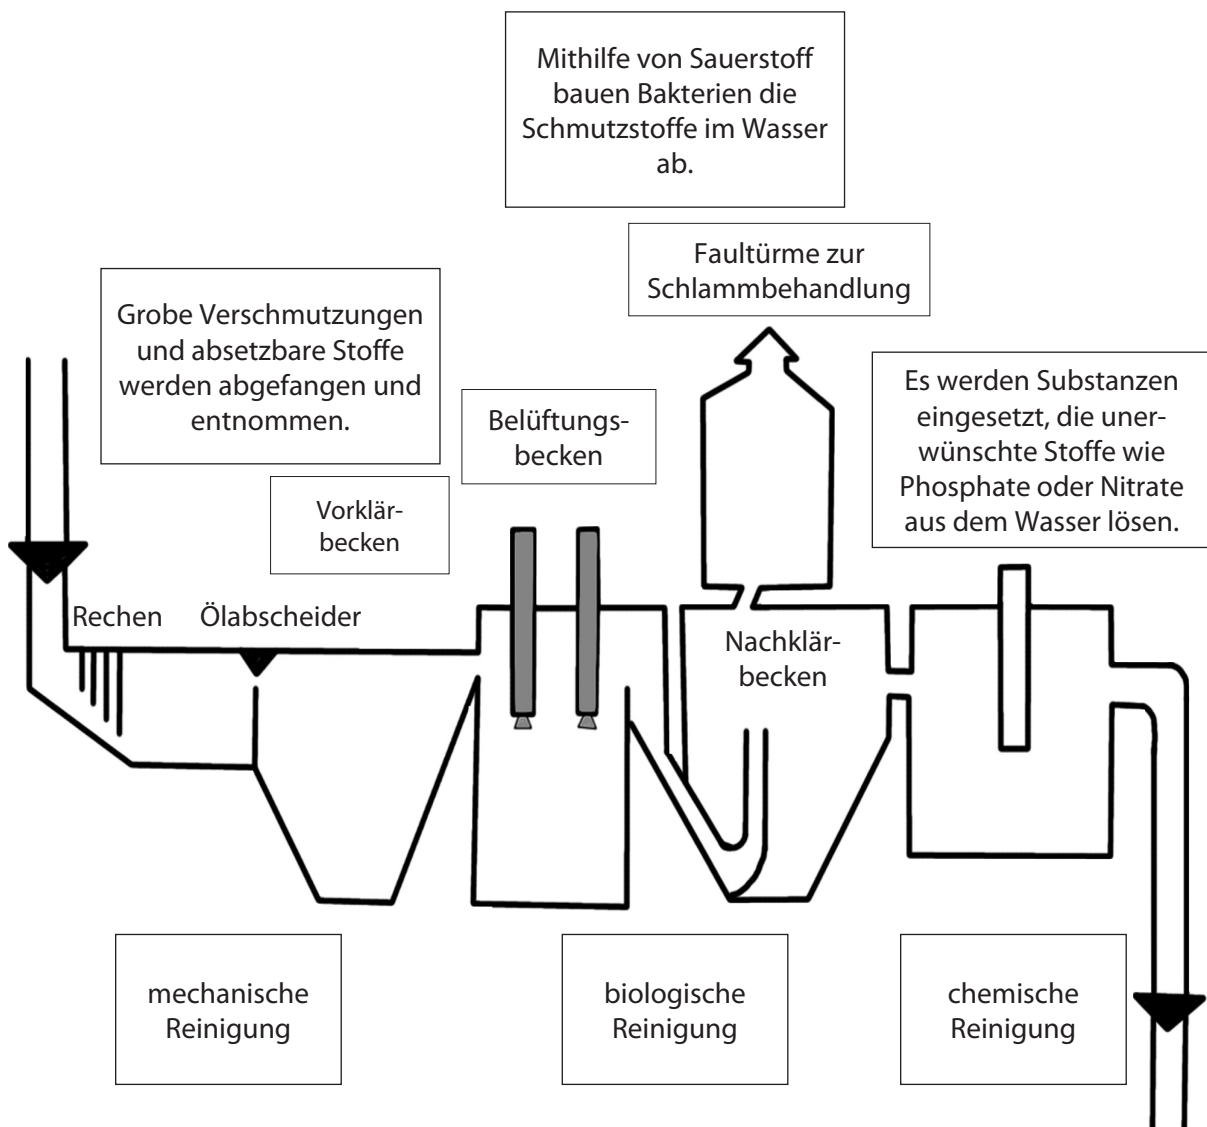 Mithilfe von Sauerstoff
bauen Bakterien die
Schmutzstoffe im Wasser
ab.
Faultürme zur
Schlammbehandlung
Grobe Verschmutzungen
und absetzbare Stoffe
werden abgefangen und
entnommen.
Es werden Substanzen
eingesetzt, die uner-
wünschte Stoffe wie
Phosphate oder Nitrate
aus dem Wasser lösen.
Belüftungs-
becken
Vorklär-
becken
Rechen
Ölabscheider
Nachklär-
becken
mechanische
Reinigung
biologische
Reinigung
chemische
Reinigung